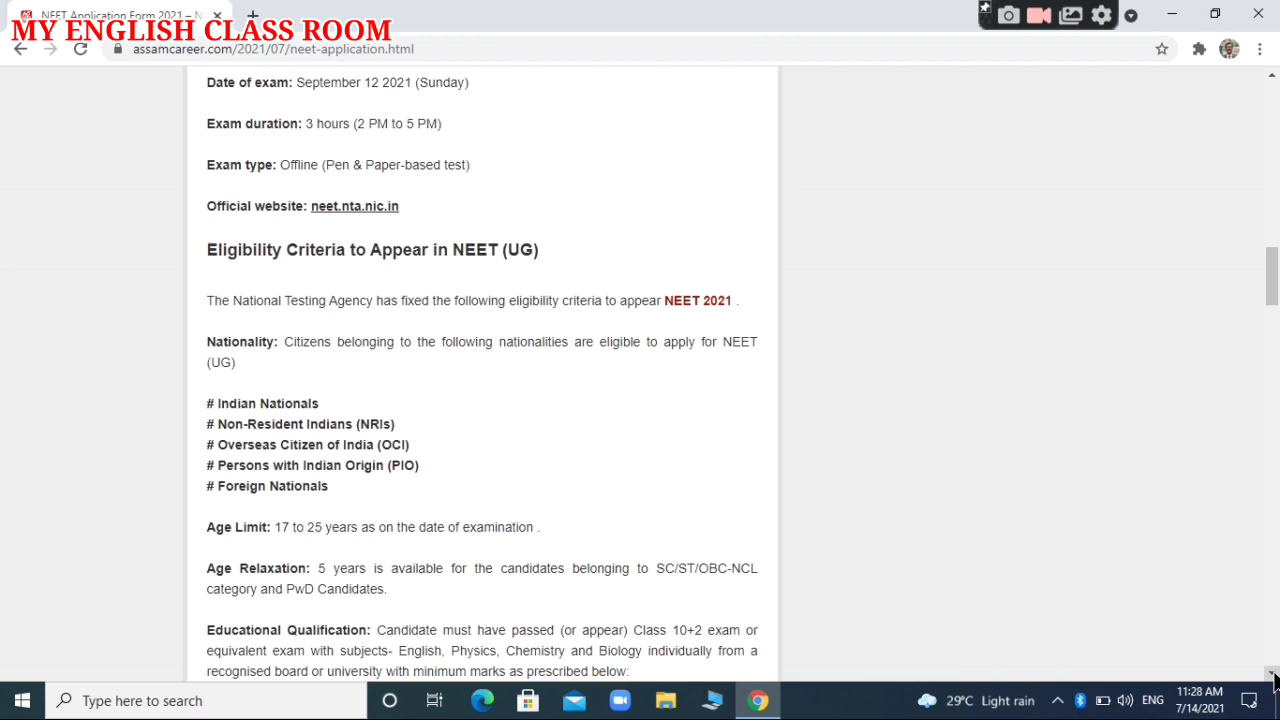 NEET Application Form 2021 – N
MY ENGLISH CLASS ROOM
assamcareer.com/2021/07/neet-application.html
Date of exam: September 12 2021 (Sunday)
Exam duration: 3 hours (2 PM to 5 PM)
Exam type: Offline (Pen & Paper-based test)
Official website: neet.nta.nic.in
Eligibility Criteria to Appear in NEET (UG)
The National Testing Agency has fixed the following eligibility criteria to appear NEET 2021 .
Nationality: Citizens belonging to the following nationalities are eligible to apply for NEET
(UG)
# Indian Nationals
# Non-Resident Indians (NRIs)
# Overseas Citizen of India (OCI)
# Persons with Indian Origin (PIO)
# Foreign Nationals
Age Limit: 17 to 25 years as on the date of examination .
Age Relaxation: 5 years is available for the candidates belonging to SC/ST/OBC-NCL
category and PwD Candidates.
Educational Qualification: Candidate must have passed (or appear) Class 10+2 exam or
equivalent exam with subjects- English, Physics, Chemistry and Biology individually from a
recognised board or university with minimum marks as prescribed below:
Type here to search
29°C Light rain
ENG
11:28 AM
7/14/2021